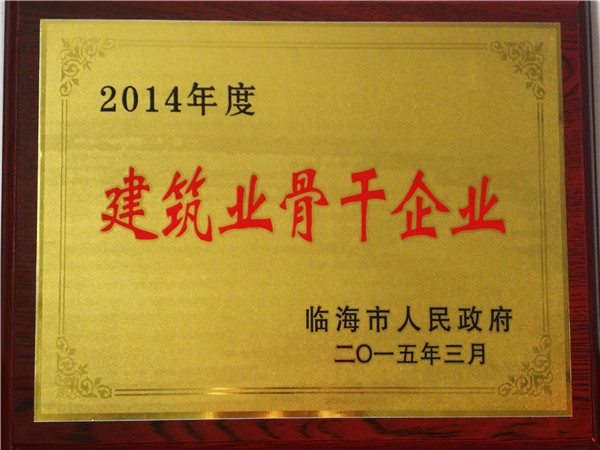 2014年度
建筑业骨干企业
临海市人民政府
二〇一五年三月